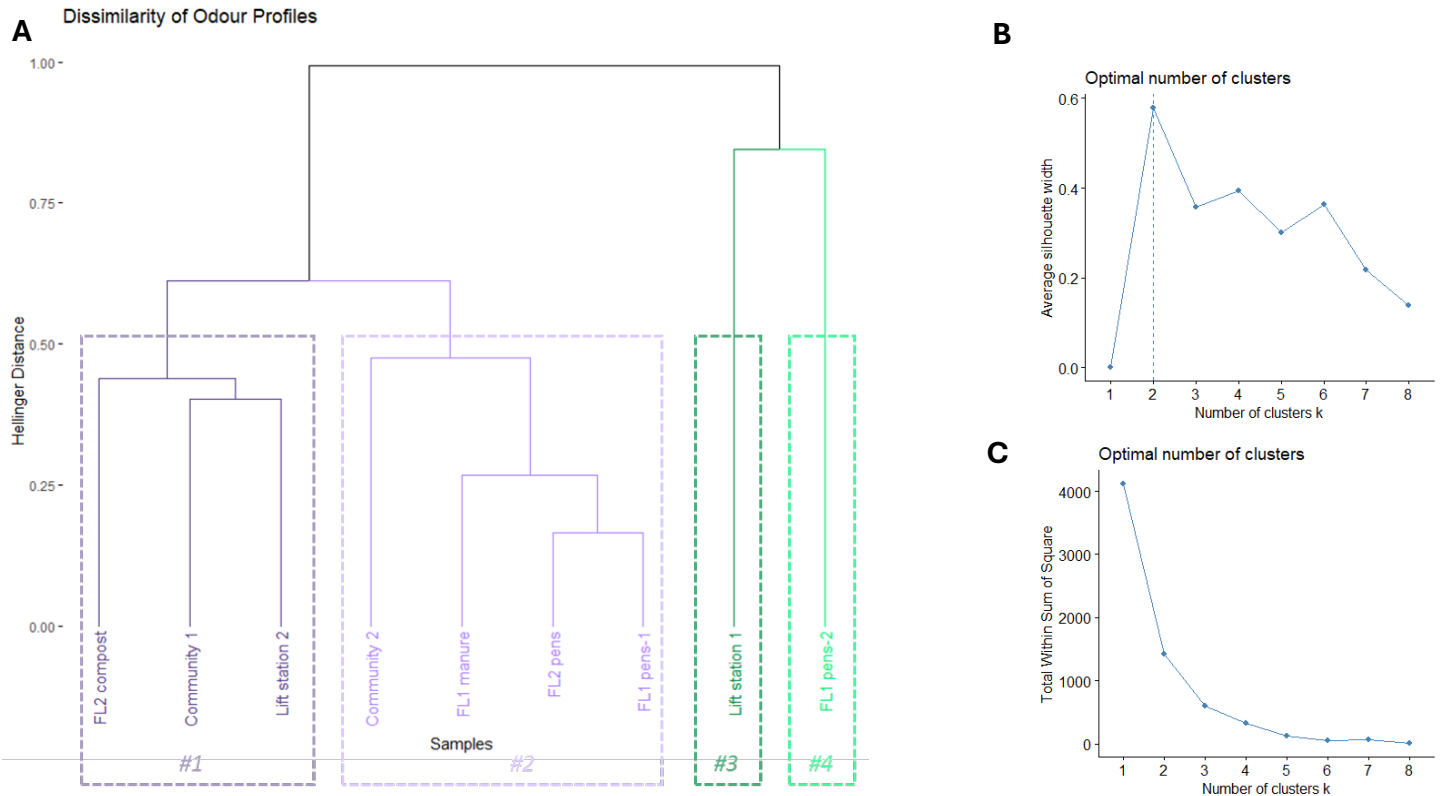 Dissimilarity of Odour Profiles
A
1.00
0.75
0.50
0.25
0.00
Hellinger Distance
FL2 compost
Community 1
Lift station 2
Community 2
FL1 manure
FL2 pens
FL1 pens-1
Lift station 1
FL1 pens-2
Samples
#1
#2
#3
#4
B
Optimal number of clusters
0.6
0.4
0.2
0.0
Average silhouette width
1 2 3 4 5 6 7 8
Number of clusters k
C
Optimal number of clusters
4000
3000
2000
1000
0
Total Within Sum of Square
1 2 3 4 5 6 7 8
Number of clusters k